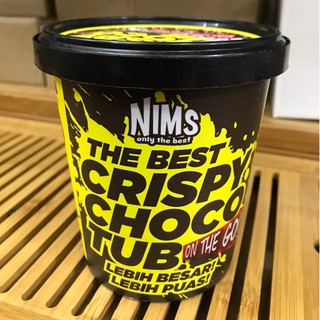 NIMS
only the best
THE BEST
CRISPY
CHOCO
TUB.
ON THE GO
LEBIH BESAR!
LEBIH PUAS!